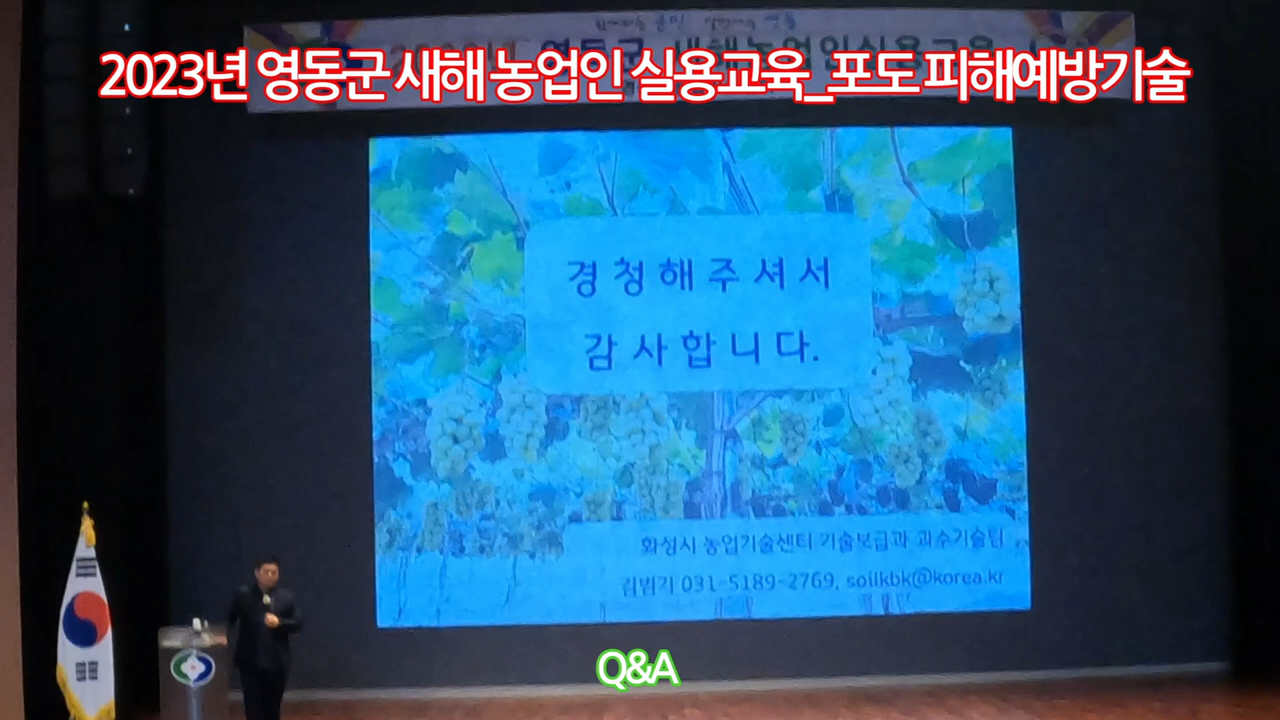 2023년 영동군 새해 농업인 실용교육_포도 피해예방기술
경청해주셔서
감사합니다.
화성시 농업기술센터 기술보급과 과수기술팀
김범기 031-5189-2769, soilkbk@korea.kr
Q&A